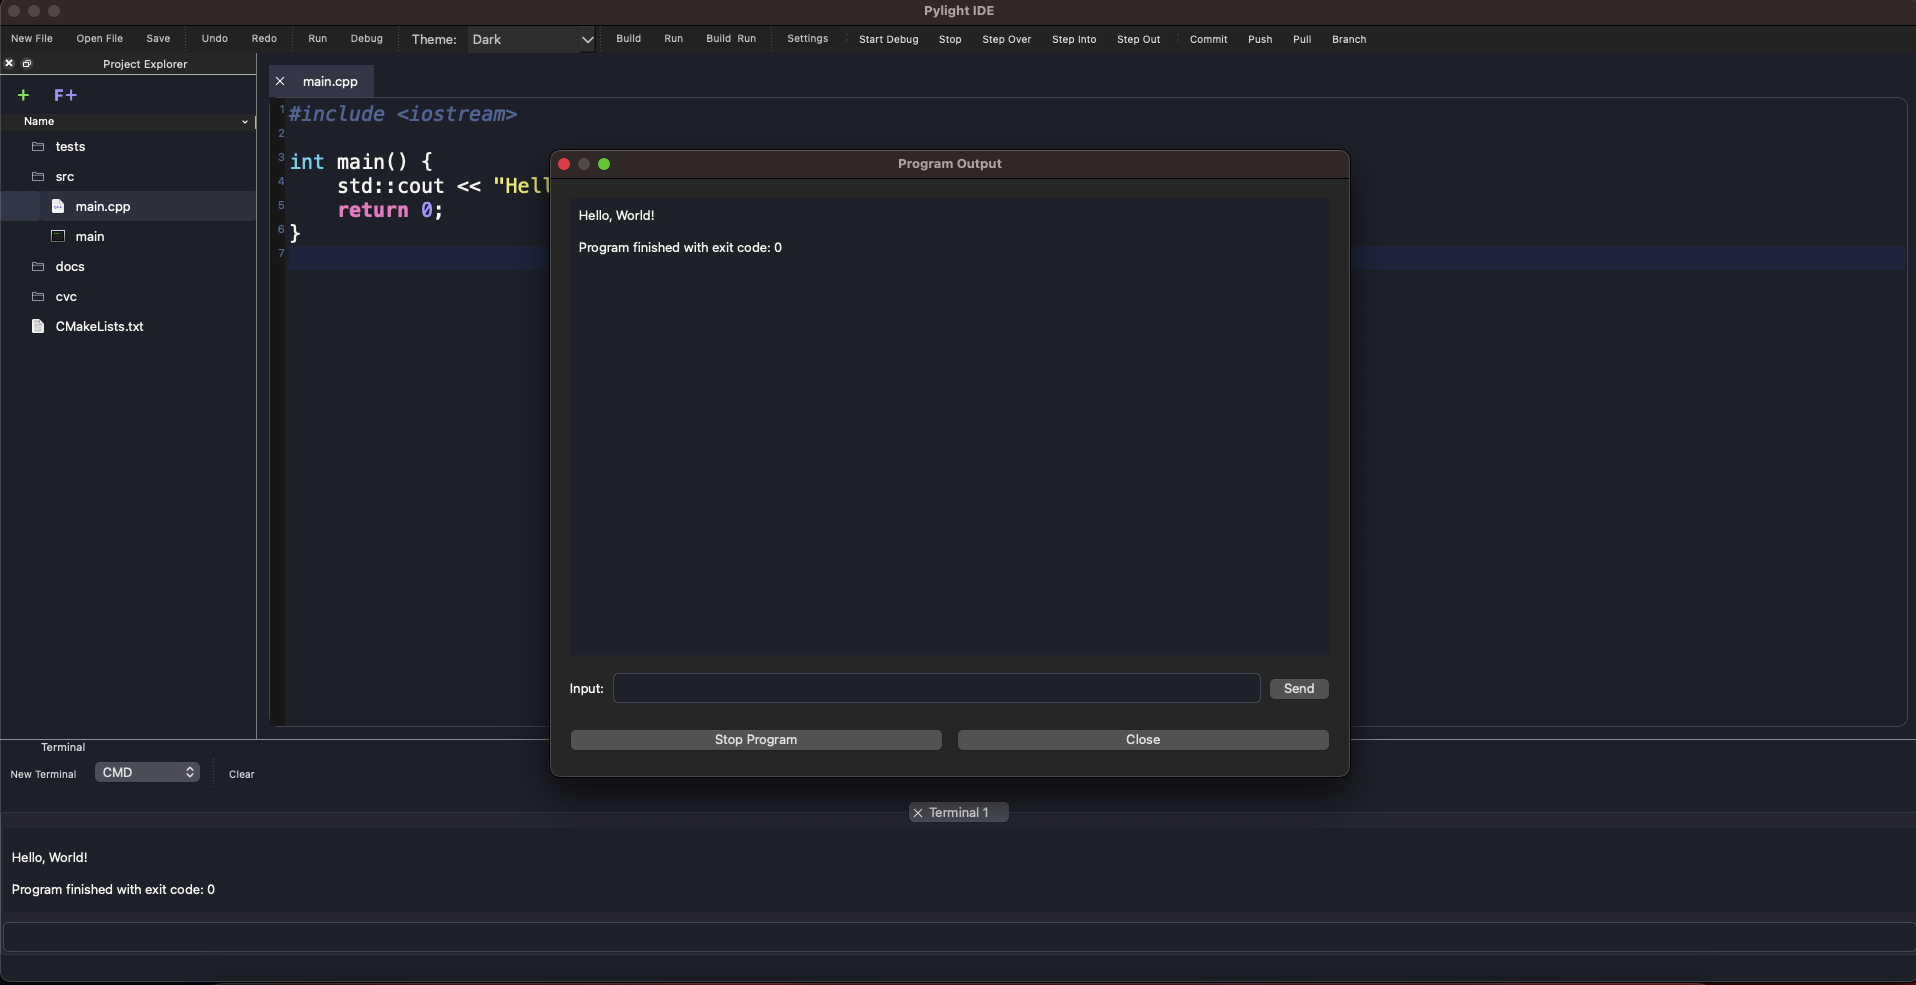 Pylight IDE
New File Open File Save Undo Redo Run Debug Theme: Dark Build Run Build Run Settings Start Debug Stop Step Over Step Into Step Out Commit Push Pull Branch
Project Explorer
+ F+
Name
tests
src
main.cpp
main
docs
cvc
CMakeLists.txt
main.cpp
1 #include <iostream>
2
3 int main() {
4 std::cout << "Hell
5 return 0;
6 }
7
Program Output
Hello, World!
Program finished with exit code: 0
Input: Send
Stop Program Close
Terminal
New Terminal CMD Clear
Terminal 1
Hello, World!
Program finished with exit code: 0